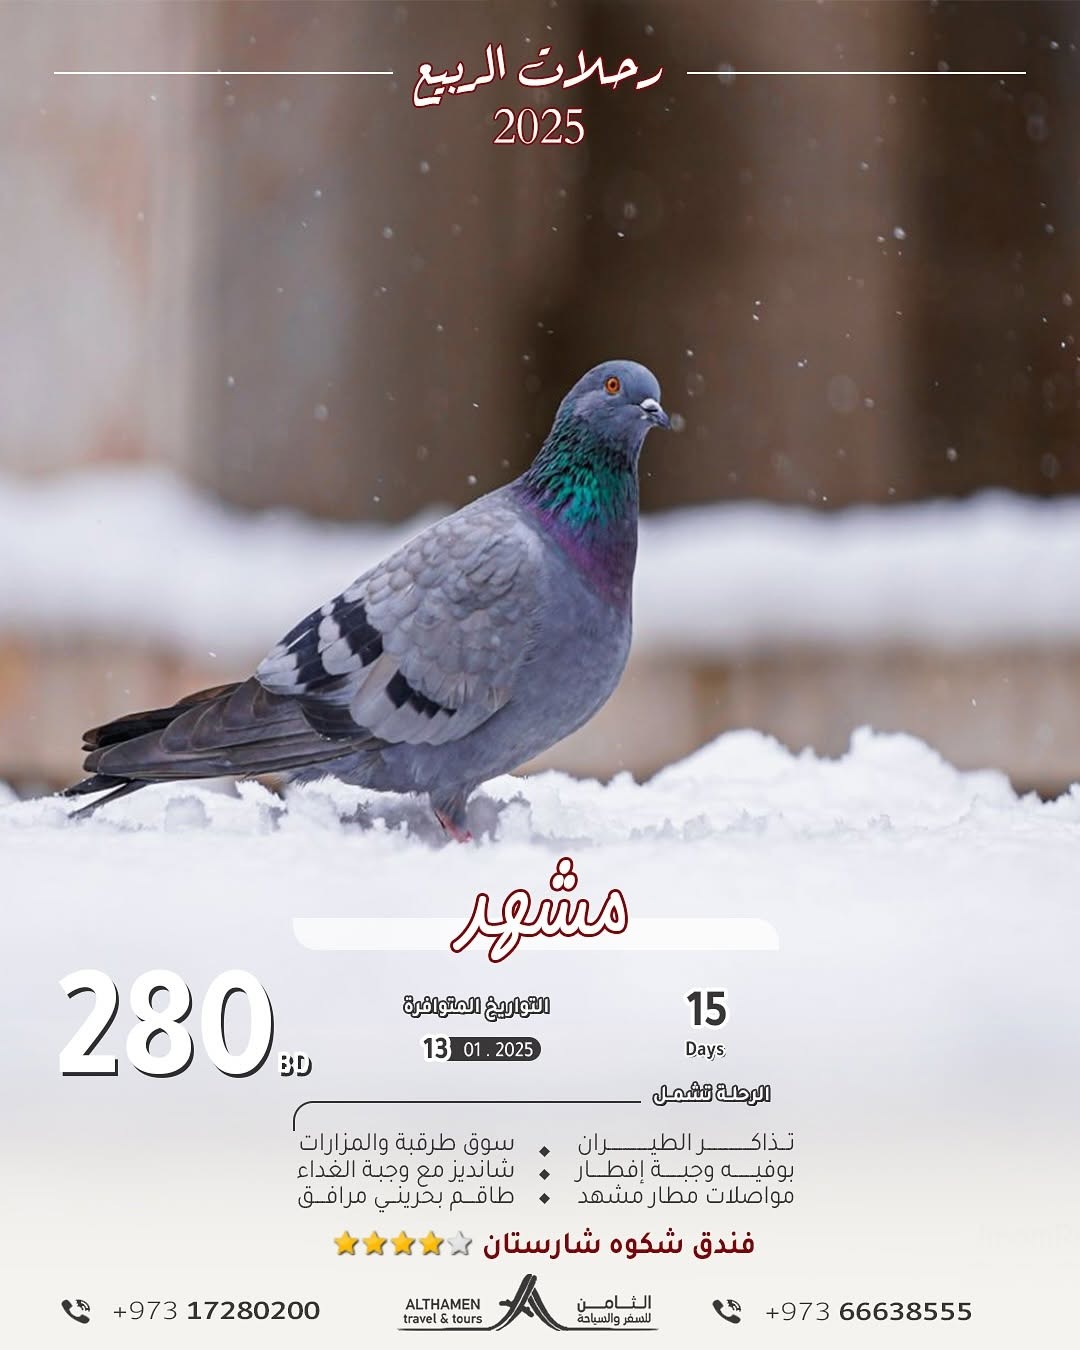 رحلات الربيع
2025
مشهد
15
Days
التواريخ المتوافرة
13 01 . 2025
280 BD
الرحلة تشمل
تذاكر الطيران
بوفيه وجبة إفطار
مواصلات مطار مشهد
سوق طرقبة والمزارات
شانديز مع وجبة الغداء
طاقم بحريني مرافق
فندق شكوه شارستان
+973 17280200
ALTHAMEN
travel & tours
الثامن
للسفر والسياحة
+973 66638555